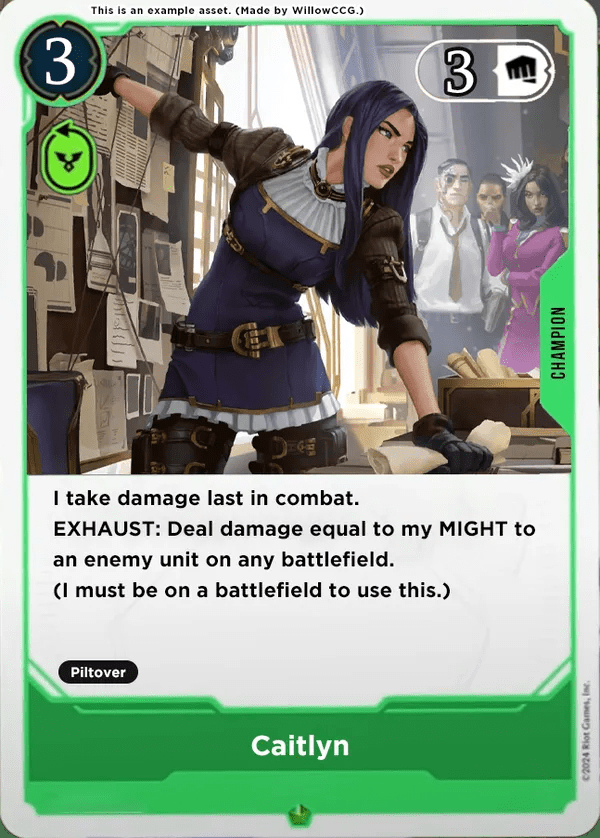 This is an example asset. (Made by WillowCCG.)
3
3
CHAMPION
I take damage last in combat.
EXHAUST: Deal damage equal to my MIGHT to
an enemy unit on any battlefield.
(I must be on a battlefield to use this.)
Piltover
Caitlyn
©2024 Riot Games, Inc.